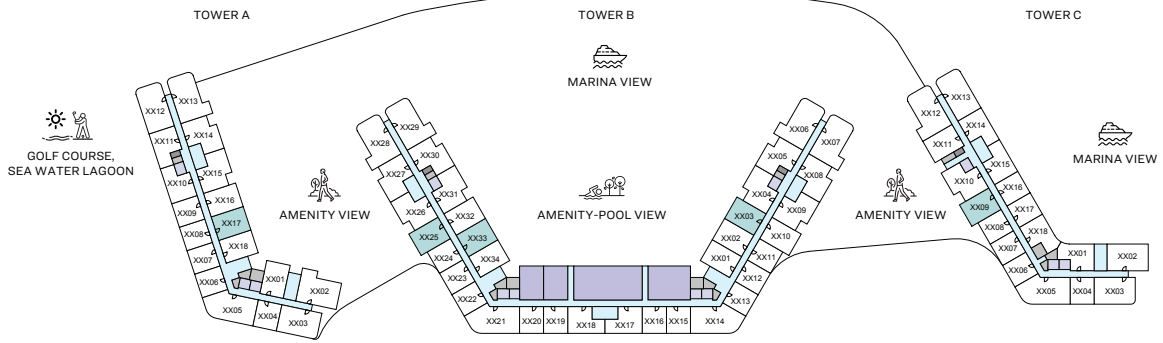 TOWER A
TOWER B
TOWER C
MARINA VIEW
GOLF COURSE,
SEA WATER LAGOON
AMENITY VIEW
AMENITY-POOL VIEW
AMENITY VIEW
MARINA VIEW
XX12
XX13
XX11
XX14
XX10
XX15
XX09
XX16
XX08
XX17
XX07
XX18
XX06
XX01
XX02
XX05
XX04
XX03
XX28
XX29
XX27
XX30
XX26
XX31
XX25
XX32
XX24
XX33
XX23
XX34
XX22
XX21
XX20
XX19
XX18
XX17
XX16
XX15
XX14
XX13
XX12
XX01
XX11
XX02
XX10
XX03
XX09
XX04
XX08
XX05
XX07
XX06
XX12
XX13
XX11
XX14
XX10
XX15
XX09
XX16
XX08
XX17
XX07
XX18
XX06
XX01
XX02
XX05
XX04
XX03